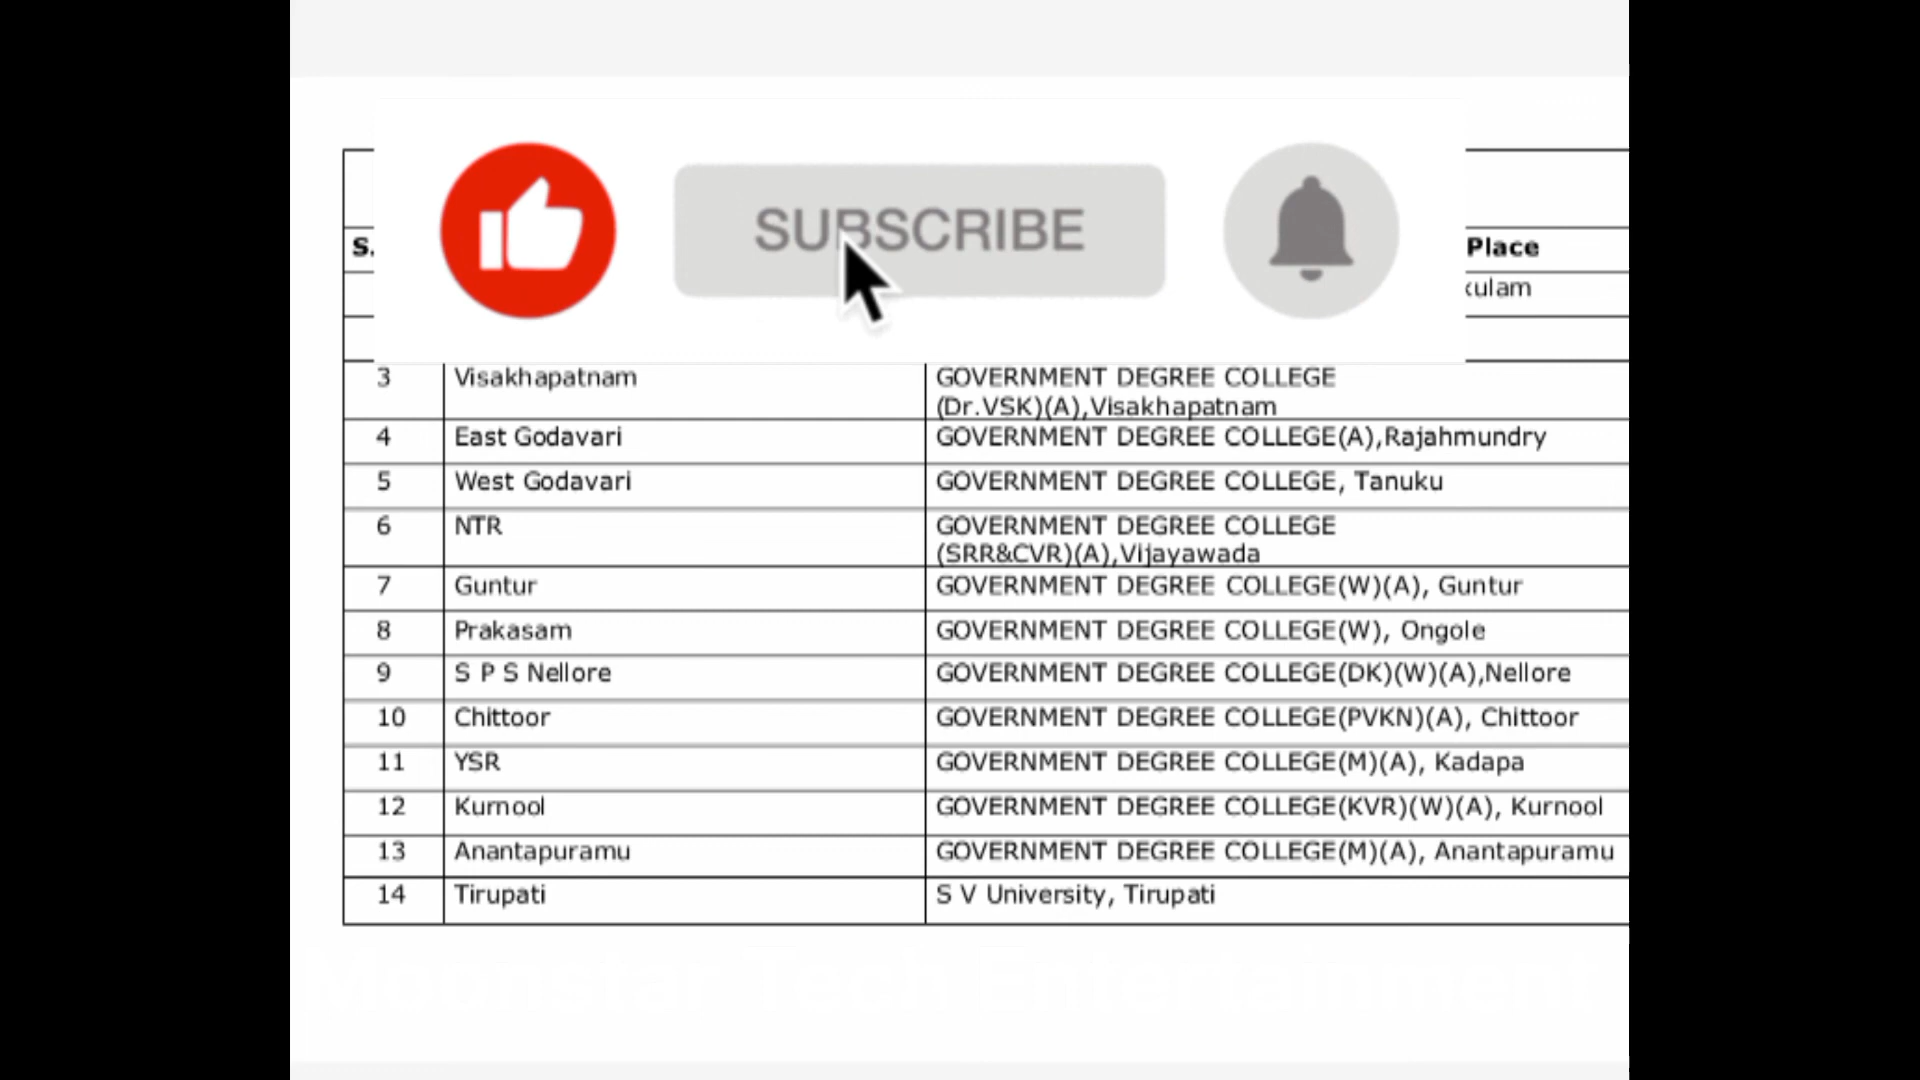 SUBSCRIBE
S. Place
kulam
3 Visakhapatnam GOVERNMENT DEGREE COLLEGE
(Dr.VSK)(A),Visakhapatnam
4 East Godavari GOVERNMENT DEGREE COLLEGE(A),Rajahmundry
5 West Godavari GOVERNMENT DEGREE COLLEGE, Tanuku
6 NTR GOVERNMENT DEGREE COLLEGE
(SRR&CVR)(A),Vijayawada
7 Guntur GOVERNMENT DEGREE COLLEGE(W)(A), Guntur
8 Prakasam GOVERNMENT DEGREE COLLEGE(W), Ongole
9 S P S Nellore GOVERNMENT DEGREE COLLEGE(DK)(W)(A),Nellore
10 Chittoor GOVERNMENT DEGREE COLLEGE(PVKN)(A), Chittoor
11 YSR GOVERNMENT DEGREE COLLEGE(M)(A), Kadapa
12 Kurnool GOVERNMENT DEGREE COLLEGE(KVR)(W)(A), Kurnool
13 Anantapuramu GOVERNMENT DEGREE COLLEGE(M)(A), Anantapuramu
14 Tirupati S V University, Tirupati
Moonstar Tech Entertainment